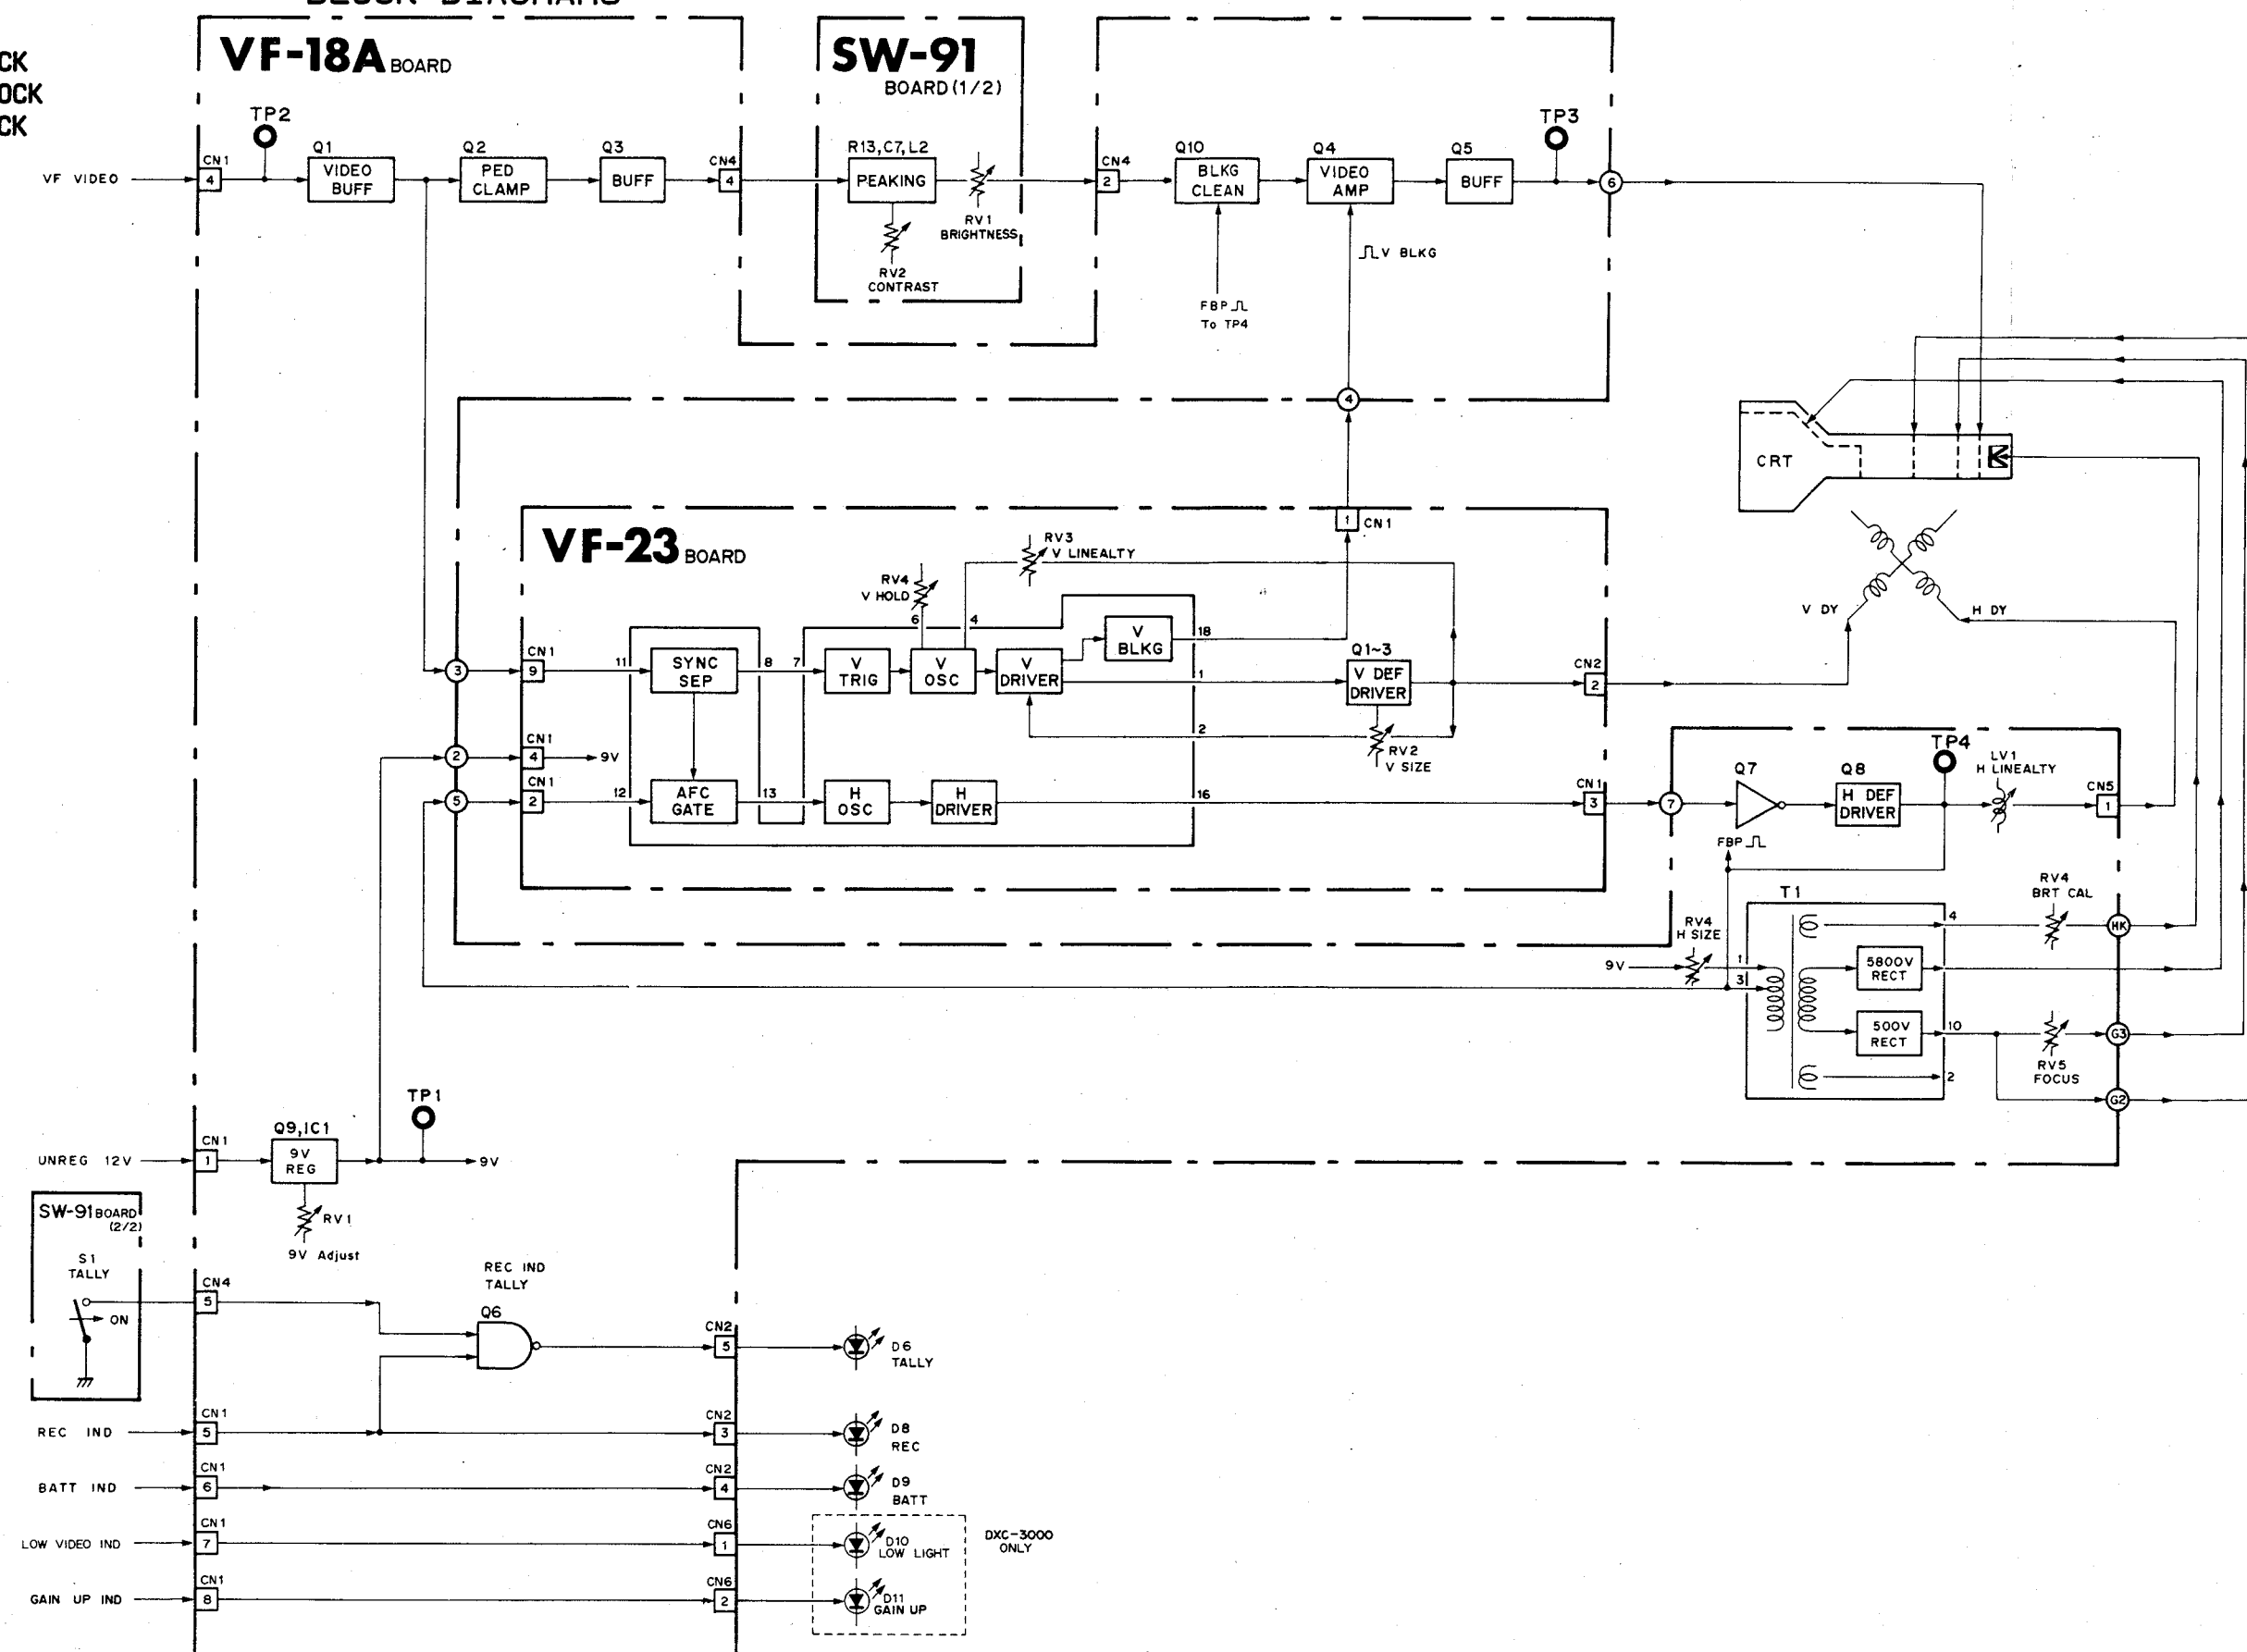 CK
OCK
CK
VF-18A BOARD
SW-91
BOARD (1/2)
TP2
TP3
CN1
4
Q1
VIDEO
BUFF
Q2
PED
CLAMP
Q3
BUFF
CN4
4
R13, C7, L2
PEAKING
RV1
BRIGHTNESS
RV2
CONTRAST
CN4
2
Q10
BLKG
CLEAN
Q4
VIDEO
AMP
Q5
BUFF
6
VF VIDEO
V BLKG
FBP
To TP4
4
CRT
V DY
H DY
VF-23 BOARD
1
CN1
RV3
V LINEALTY
RV4
V HOLD
6
4
V
BLKG
18
3
CN1
9
11
SYNC
SEP
8
7
V
TRIG
V
OSC
V
DRIVER
1
Q1~3
V DEF
DRIVER
CN2
2
2
RV2
V SIZE
2
CN1
4
9V
5
CN1
2
12
AFC
GATE
13
H
OSC
H
DRIVER
16
CN1
3
7
Q7
Q8
H DEF
DRIVER
TP4
LV1
H LINEALTY
CN5
1
FBP
T1
RV4
H SIZE
9V
1
3
4
RV4
BRT CAL
HK
5800V
RECT
500V
RECT
10
RV5
FOCUS
G3
2
G2
TP1
UNREG 12V
CN1
1
Q9, IC1
9V
REG
9V
RV1
9V Adjust
SW-91 BOARD
(2/2)
S1
TALLY
ON
CN4
5
REC IND
TALLY
Q6
CN2
5
D6
TALLY
REC IND
CN1
5
CN2
3
D8
REC
BATT IND
CN1
6
CN2
4
D9
BATT
LOW VIDEO IND
CN1
7
CN6
1
D10
LOW LIGHT
DXC-3000
ONLY
GAIN UP IND
CN1
8
CN6
2
D11
GAIN UP